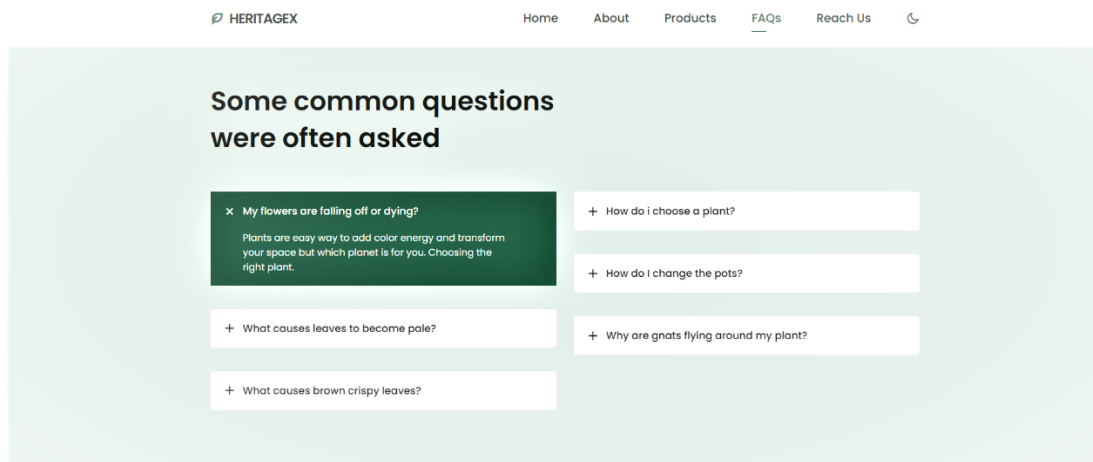 HERITAGEX
Home About Products FAQs Reach Us
Some common questions
were often asked
My flowers are falling off or dying?
Plants are easy way to add color energy and transform
your space but which planet is for you. Choosing the
right plant.
What causes leaves to become pale?
What causes brown crispy leaves?
How do i choose a plant?
How do I change the pots?
Why are gnats flying around my plant?